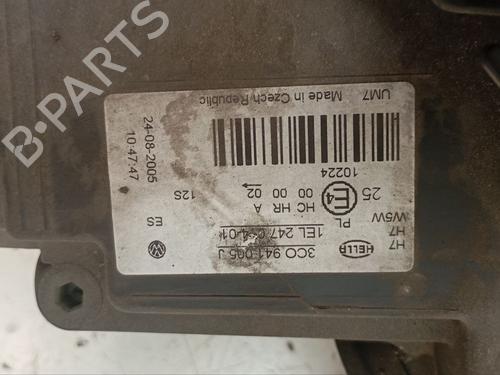 HELLA
3C0 941 005 J
1EL 247 014-01
H7
H7
W5W
PL
E4
25
HC HR A
00 00 02
12S
ES
10224
24-08-2005
10:47:47
UM7 Made in Czech Republic
B-PARTS